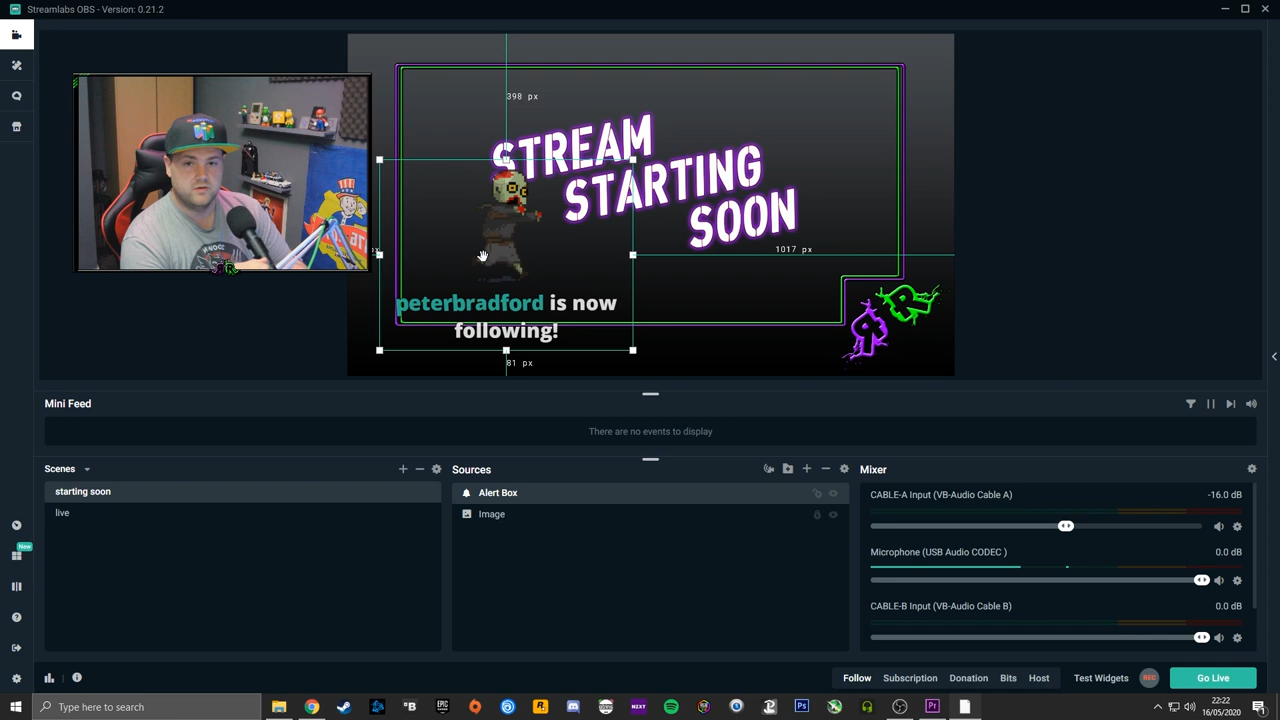 Streamlabs OBS - Version: 0.21.2
398 px
STREAM
STARTING
SOON
1017 px
peterbradford is now
following!
81 px
Mini Feed
There are no events to display
Scenes
starting soon
live
Sources
Alert Box
Image
Mixer
CABLE-A Input (VB-Audio Cable A)
-16.0 dB
Microphone (USB Audio CODEC )
0.0 dB
CABLE-B Input (VB-Audio Cable B)
0.0 dB
New
Follow
Subscription
Donation
Bits
Host
Test Widgets
REC
Go Live
Type here to search
22:22
16/05/2020